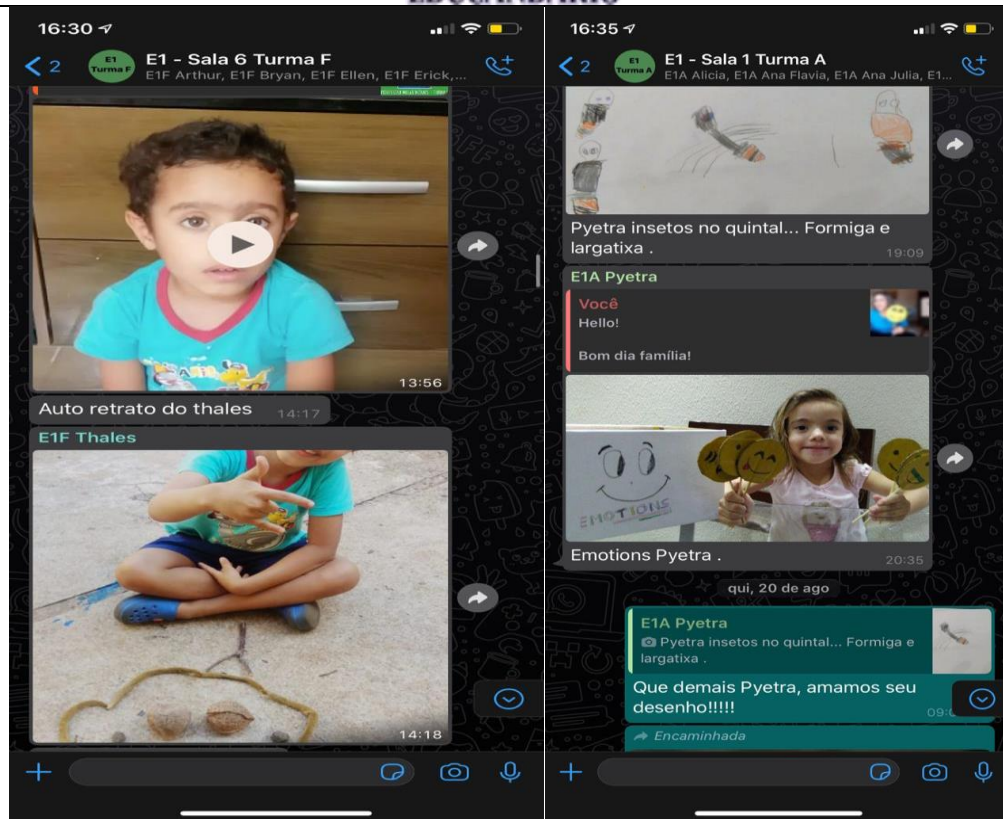 EDUCANDÁRIO
16:30
2
E1
Turma F
E1 - Sala 6 Turma F
E1F Arthur, E1F Bryan, E1F Ellen, E1F Erick,...
13:56
Auto retrato do thales 14:17
E1F Thales
14:18
16:35
2
E1
Turma A
E1 - Sala 1 Turma A
E1A Alicia, E1A Ana Flavia, E1A Ana Julia, E1...
Pyetra insetos no quintal... Formiga e
largatixa .
19:09
E1A Pyetra
Você
Hello!
Bom dia família!
EMOTIONS
Emotions Pyetra .
20:35
qui, 20 de ago
E1A Pyetra
Pyetra insetos no quintal... Formiga e
largatixa .
Que demais Pyetra, amamos seu
desenho!!!!!
Encaminhada